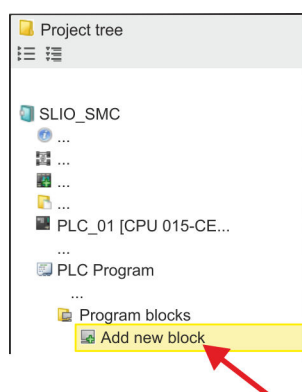 Project tree
SLIO_SMC
...
...
...
...
PLC_01 [CPU 015-CE...
...
PLC Program
...
Program blocks
Add new block